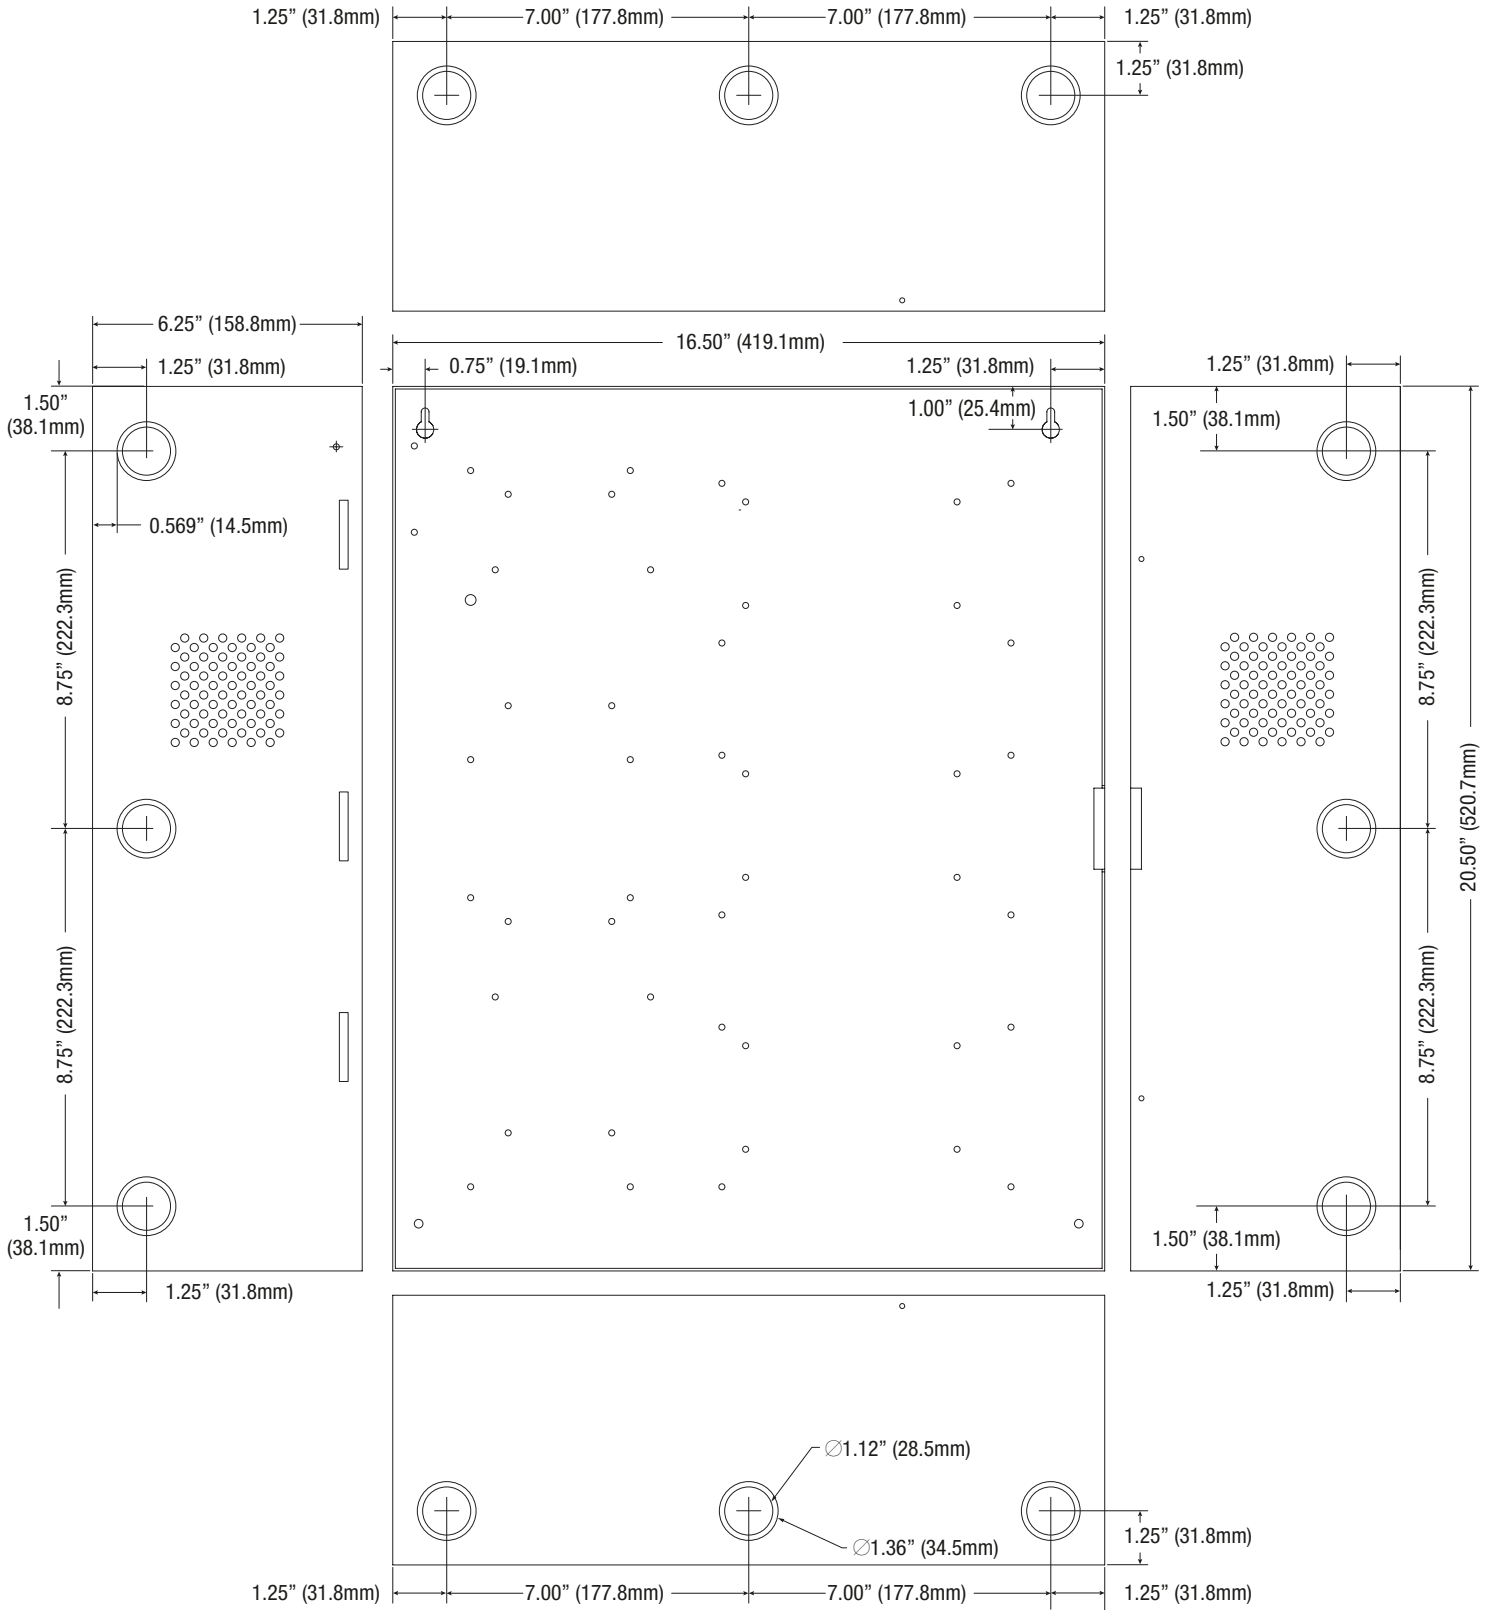 1.25” (31.8mm)
7.00” (177.8mm)
7.00” (177.8mm)
1.25” (31.8mm)
1.25” (31.8mm)
6.25” (158.8mm)
16.50” (419.1mm)
1.25” (31.8mm)
0.75” (19.1mm)
1.25” (31.8mm)
1.25” (31.8mm)
1.50”
(38.1mm)
1.00” (25.4mm)
1.50” (38.1mm)
0.569” (14.5mm)
8.75” (222.3mm)
8.75” (222.3mm)
20.50” (520.7mm)
8.75” (222.3mm)
8.75” (222.3mm)
1.50”
(38.1mm)
1.50” (38.1mm)
1.25” (31.8mm)
1.25” (31.8mm)
∅1.12” (28.5mm)
∅1.36” (34.5mm)
1.25” (31.8mm)
1.25” (31.8mm)
7.00” (177.8mm)
7.00” (177.8mm)
1.25” (31.8mm)